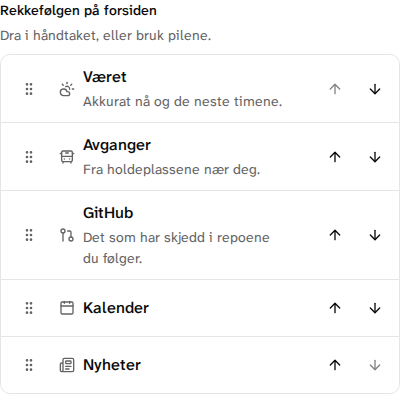 Rekkefølgen på forsiden
Dra i håndtaket, eller bruk pilene.
Været
Akkurat nå og de neste timene.
Avganger
Fra holdeplassene nær deg.
GitHub
Det som har skjedd i repoene
du følger.
Kalender
Nyheter